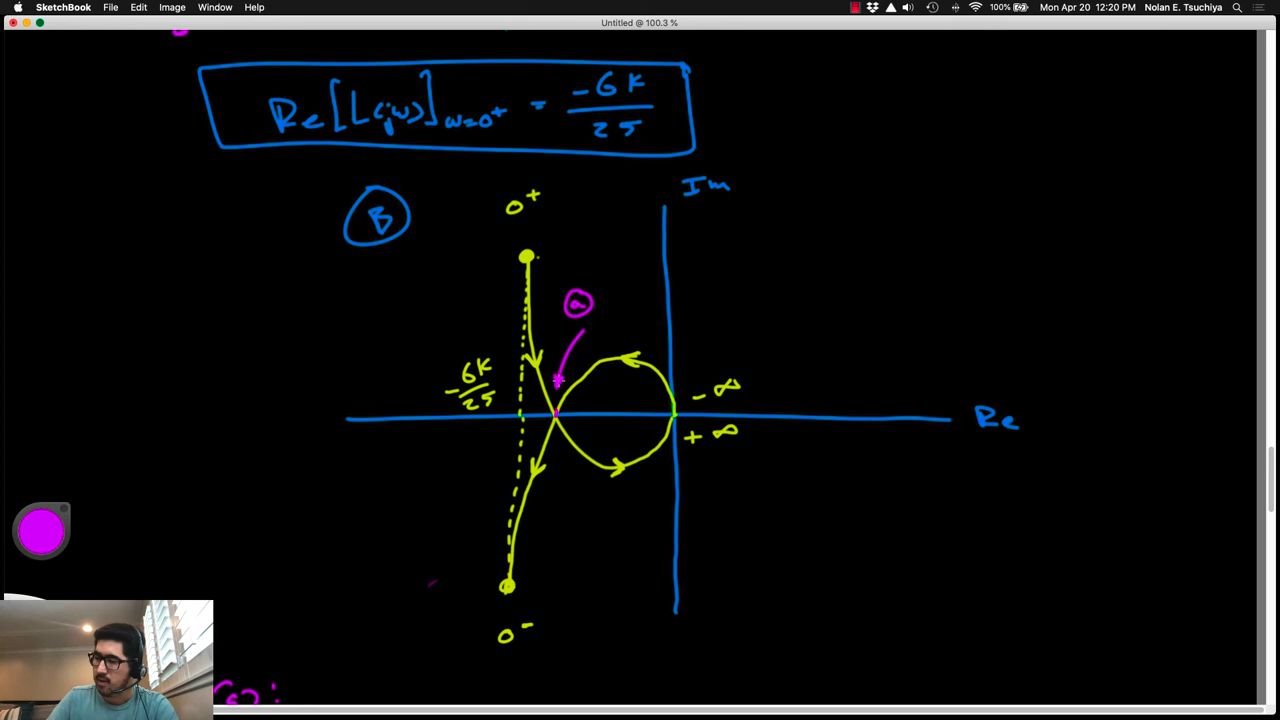 SketchBook File Edit Image Window Help 100% Mon Apr 20 12:20 PM Nolan E. Tsuchiya
Untitled @ 100.3 %
Re[L(jω)]ω=0+ = -6K/25
Im
B
0+
a
-6K/25
-∞
+∞
Re
0-